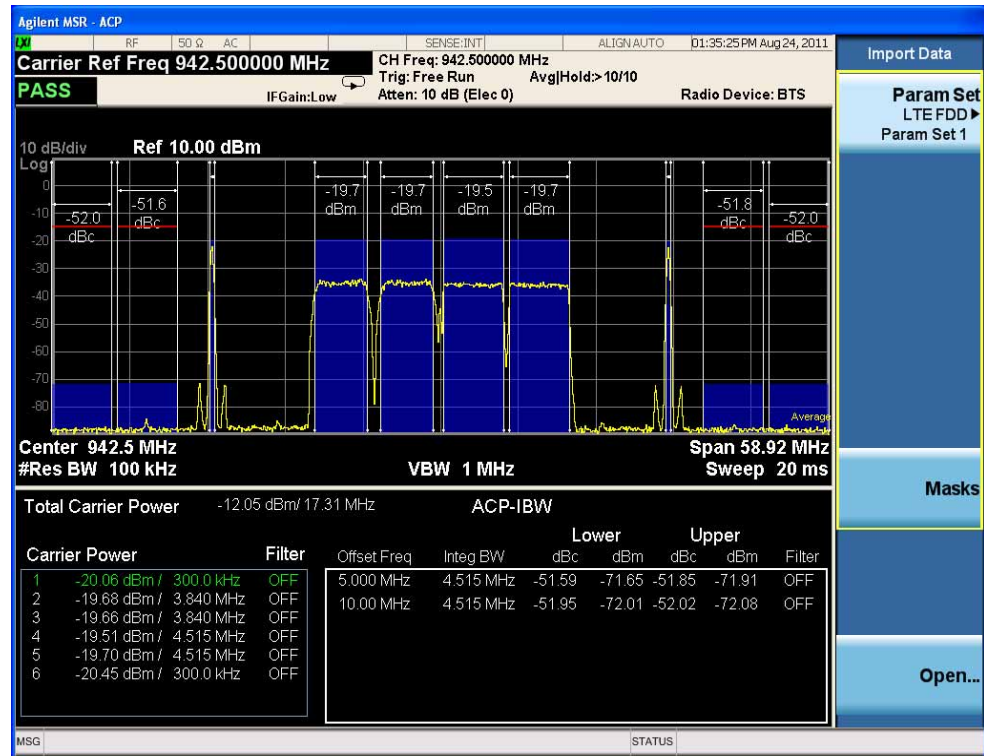 Agilent MSR - ACP
LXI RF 50 Ω AC SENSE:INT ALIGN AUTO 01:35:25 PM Aug 24, 2011
Carrier Ref Freq 942.500000 MHz
CH Freq: 942.500000 MHz
Trig: Free Run Avg|Hold:>10/10
PASS IFGain:Low Atten: 10 dB (Elec 0) Radio Device: BTS
Import Data
Param Set
LTE FDD
Param Set 1
10 dB/div Ref 10.00 dBm
Log
0
-10
-20
-30
-40
-50
-60
-70
-80
-52.0 dBc
-51.6 dBc
-19.7 dBm
-19.7 dBm
-19.5 dBm
-19.7 dBm
-51.8 dBc
-52.0 dBc
Average
Center 942.5 MHz Span 58.92 MHz
#Res BW 100 kHz VBW 1 MHz Sweep 20 ms
Masks
Total Carrier Power -12.05 dBm/ 17.31 MHz ACP-IBW
Lower Upper
Carrier Power Filter Offset Freq Integ BW dBc dBm dBc dBm Filter
1 -20.06 dBm / 300.0 kHz OFF 5.000 MHz 4.515 MHz -51.59 -71.65 -51.85 -71.91 OFF
2 -19.68 dBm / 3.840 MHz OFF 10.00 MHz 4.515 MHz -51.95 -72.01 -52.02 -72.08 OFF
3 -19.66 dBm / 3.840 MHz OFF
4 -19.51 dBm / 4.515 MHz OFF
5 -19.70 dBm / 4.515 MHz OFF
6 -20.45 dBm / 300.0 kHz OFF
Open...
MSG STATUS